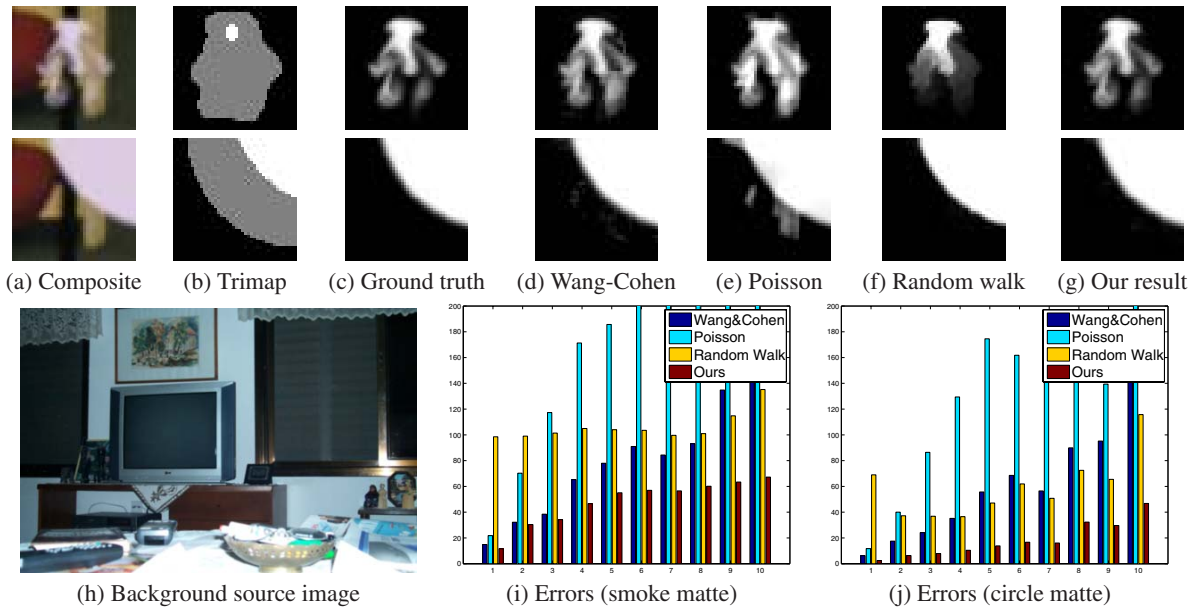 (a) Composite
(b) Trimap
(c) Ground truth
(d) Wang-Cohen
(e) Poisson
(f) Random walk
(g) Our result
200
180
160
140
120
100
80
60
40
20
0
1 2 3 4 5 6 7 8 9 10
Wang&Cohen
Poisson
Random Walk
Ours
200
180
160
140
120
100
80
60
40
20
0
1 2 3 4 5 6 7 8 9 10
Wang&Cohen
Poisson
Random Walk
Ours
(h) Background source image
(i) Errors (smoke matte)
(j) Errors (circle matte)